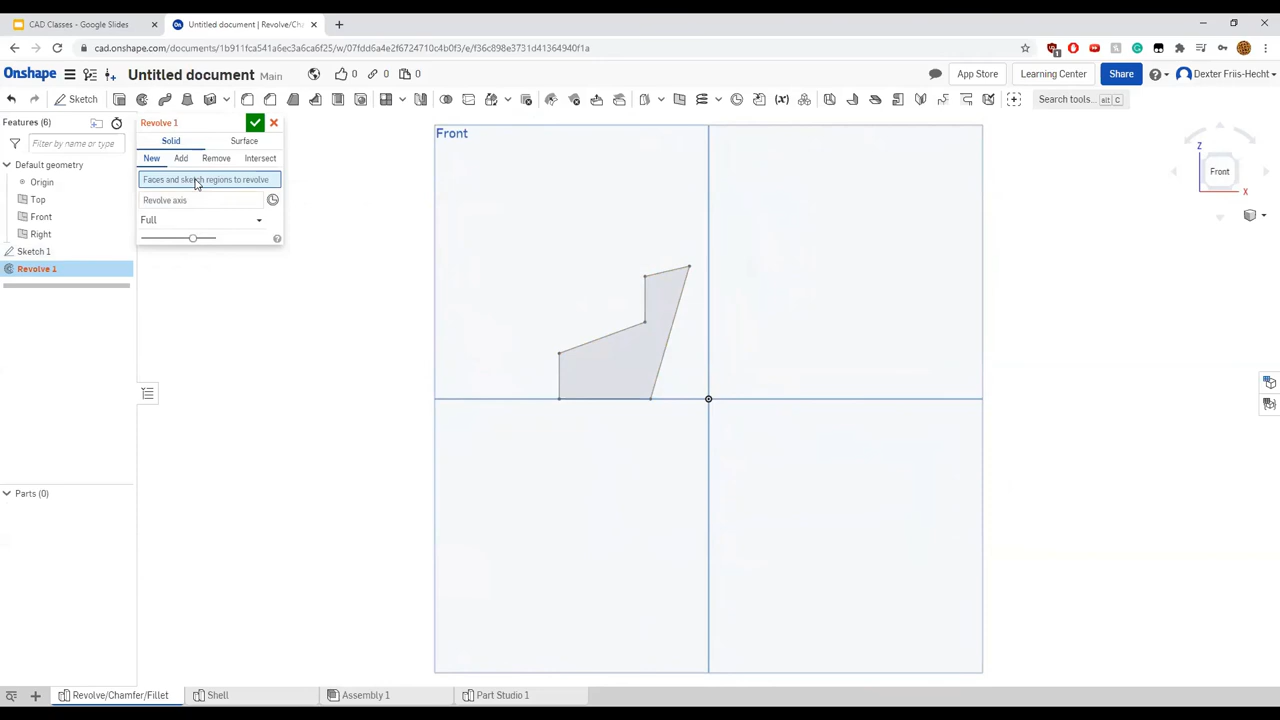 CAD Classes - Google Slides
Untitled document | Revolve/Cha
cad.onshape.com/documents/1b911fca541a6ec3a6ca6f25/w/07fdd6a4e2f6724710c4b0f3/e/f36c898e3731d41364940f1a
Onshape
Untitled document
Main
0
0
0
App Store
Learning Center
Share
Dexter Friis-Hecht
Sketch
Search tools...
alt
C
Features (6)
Filter by name or type
Default geometry
Origin
Top
Front
Right
Sketch 1
Revolve 1
Revolve 1
Solid
Surface
New
Add
Remove
Intersect
Faces and sketch regions to revolve
Revolve axis
Full
Front
Z
Front
X
Parts (0)
Revolve/Chamfer/Fillet
Shell
Assembly 1
Part Studio 1